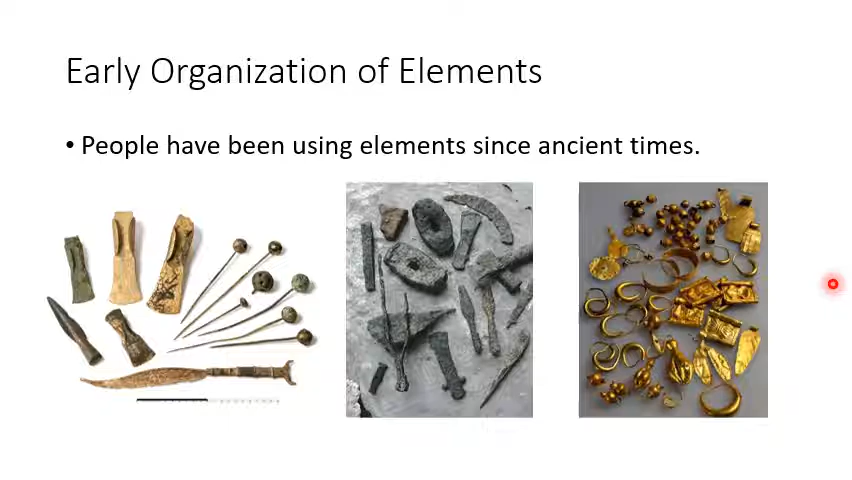 Early Organization of Elements
• People have been using elements since ancient times.